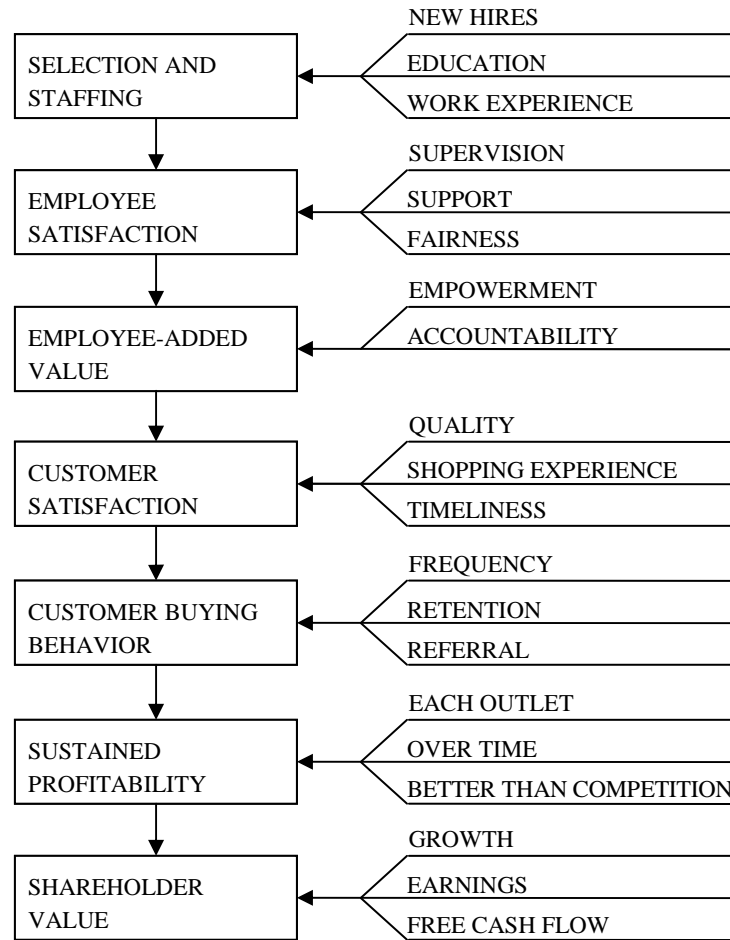 NEW HIRES
SELECTION AND
STAFFING
EDUCATION
WORK EXPERIENCE
SUPERVISION
EMPLOYEE
SATISFACTION
SUPPORT
FAIRNESS
EMPOWERMENT
EMPLOYEE-ADDED
VALUE
ACCOUNTABILITY
QUALITY
CUSTOMER
SATISFACTION
SHOPPING EXPERIENCE
TIMELINESS
FREQUENCY
CUSTOMER BUYING
BEHAVIOR
RETENTION
REFERRAL
EACH OUTLET
SUSTAINED
PROFITABILITY
OVER TIME
BETTER THAN COMPETITION
GROWTH
SHAREHOLDER
VALUE
EARNINGS
FREE CASH FLOW